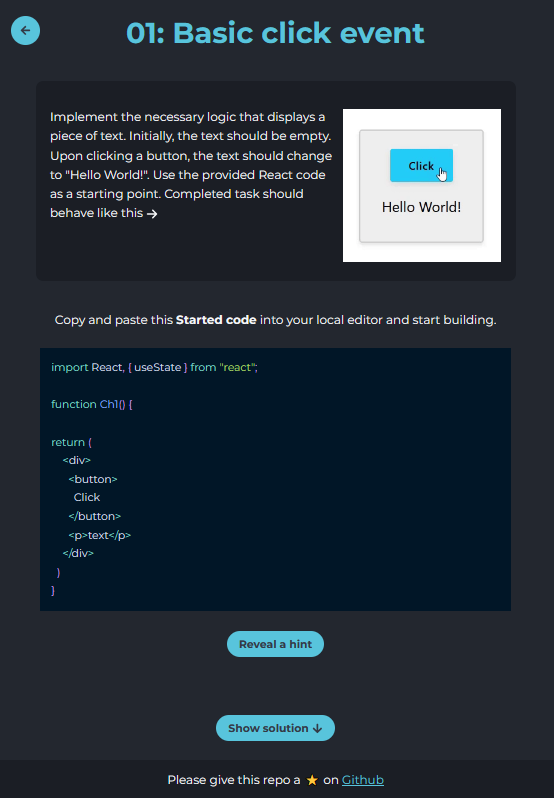 01: Basic click event
Implement the necessary logic that displays a
piece of text. Initially, the text should be empty.
Upon clicking a button, the text should change
to "Hello World!". Use the provided React code
as a starting point. Completed task should
behave like this →
Click
Hello World!
Copy and paste this Started code into your local editor and start building.
import React, { useState } from "react";
function Ch1() {
return (
<div>
<button>
Click
</button>
<p>text</p>
</div>
)
}
Reveal a hint
Show solution ↓
Please give this repo a ⭐ on Github